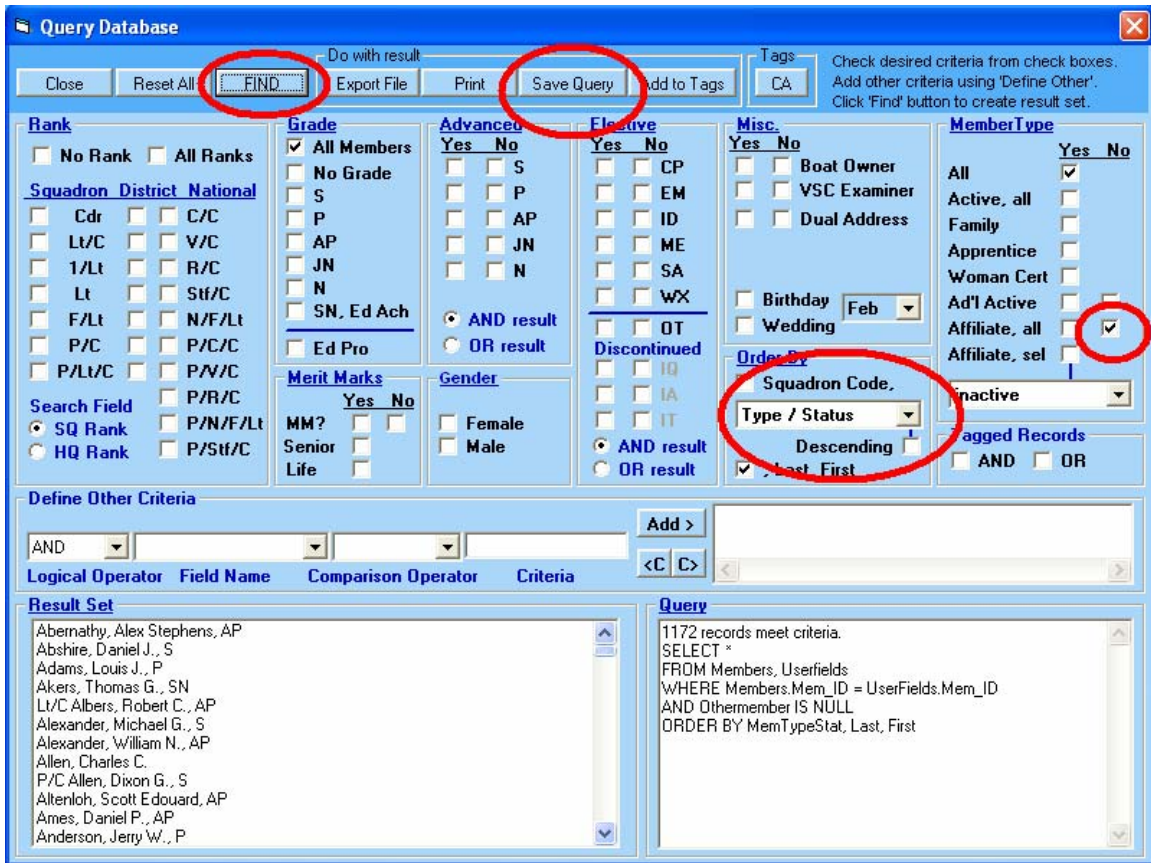 Query Database
Do with result
Tags
Close Reset All FIND Export File Print Save Query Add to Tags CA
Check desired criteria from check boxes.
Add other criteria using 'Define Other'.
Click 'Find' button to create result set.
Rank
No Rank All Ranks
Squadron District National
Cdr C/C
Lt/C V/C
1/Lt R/C
Lt Stf/C
F/Lt N/F/Lt
P/C P/C/C
P/Lt/C P/V/C
P/R/C
P/N/F/Lt
P/Stf/C
Search Field
SQ Rank
HQ Rank
Grade
All Members
No Grade
S
P
AP
JN
N
SN, Ed Ach
Ed Pro
Merit Marks
Yes No
MM?
Senior
Life
Advanced
Yes No
S
P
AP
JN
N
AND result
OR result
Gender
Female
Male
Elective
Yes No
CP
EM
ID
ME
SA
WX
OT
Discontinued
IQ
IA
IT
AND result
OR result
Misc.
Yes No
Boat Owner
VSC Examiner
Dual Address
Birthday Feb
Wedding
Order By
Squadron Code,
Type / Status
Descending
, Last, First
MemberType
Yes No
All
Active, all
Family
Apprentice
Woman Cert
Ad'l Active
Affiliate, all
Affiliate, sel
inactive
Tagged Records
AND OR
Define Other Criteria
AND
Logical Operator Field Name Comparison Operator Criteria
Add >
<C C>
Result Set
Abernathy, Alex Stephens, AP
Abshire, Daniel J., S
Adams, Louis J., P
Akers, Thomas G., SN
Lt/C Albers, Robert C., AP
Alexander, Michael G., S
Alexander, William N., AP
Allen, Charles C.
P/C Allen, Dixon G., S
Altenloh, Scott Edouard, AP
Ames, Daniel P., AP
Anderson, Jerry W., P
Query
1172 records meet criteria.
SELECT *
FROM Members, Userfields
WHERE Members.Mem_ID = UserFields.Mem_ID
AND Othermember IS NULL
ORDER BY MemTypeStat, Last, First